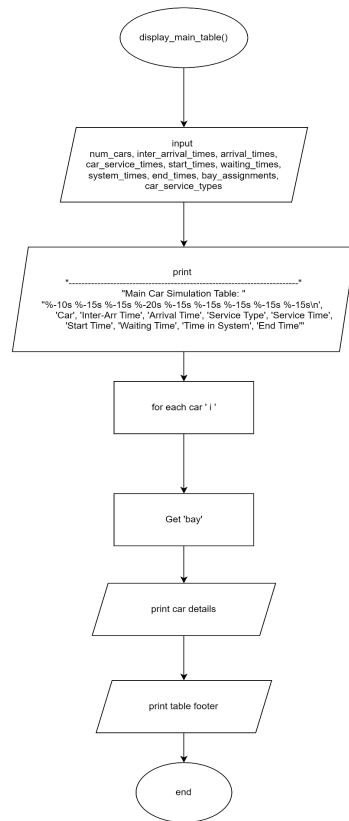 display_main_table()
input
num_cars, inter_arrival_times, arrival_times,
car_service_times, start_times, waiting_times,
system_times, end_times, bay_assignments,
car_service_types
print
"------------------------------------------------------------"
"Main Car Simulation Table: "
"%-10s %-15s %-15s %-20s %-15s %-15s %-15s %-15s %-15s\n',
'Car', 'Inter-Arr Time', 'Arrival Time', 'Service Type', 'Service Time',
'Start Time', 'Waiting Time', 'Time in System', 'End Time'"
for each car ' i '
Get 'bay'
print car details
print table footer
end